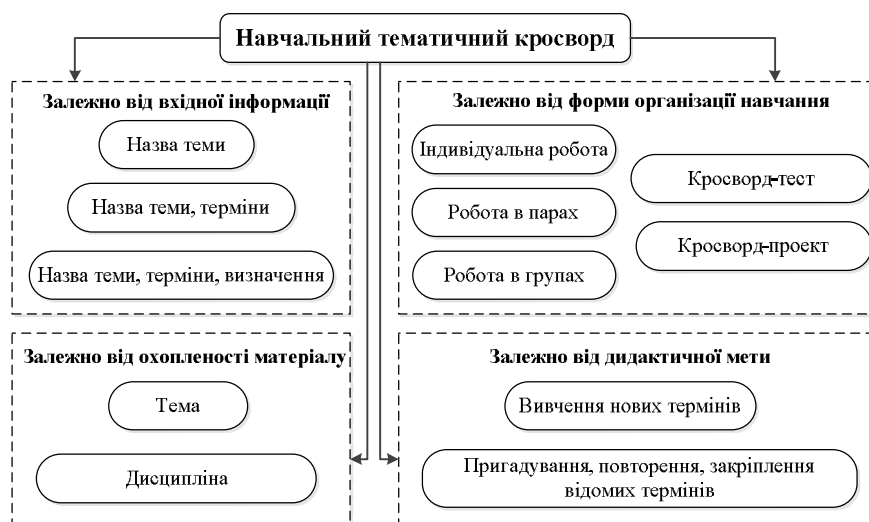 Навчальний тематичний кросворд
Залежно від вхідної інформації
Назва теми
Назва теми, терміни
Назва теми, терміни, визначення
Залежно від форми організації навчання
Індивідуальна робота
Робота в парах
Робота в групах
Кросворд-тест
Кросворд-проект
Залежно від охопленості матеріалу
Тема
Дисципліна
Залежно від дидактичної мети
Вивчення нових термінів
Пригадування, повторення, закріплення
відомих термінів